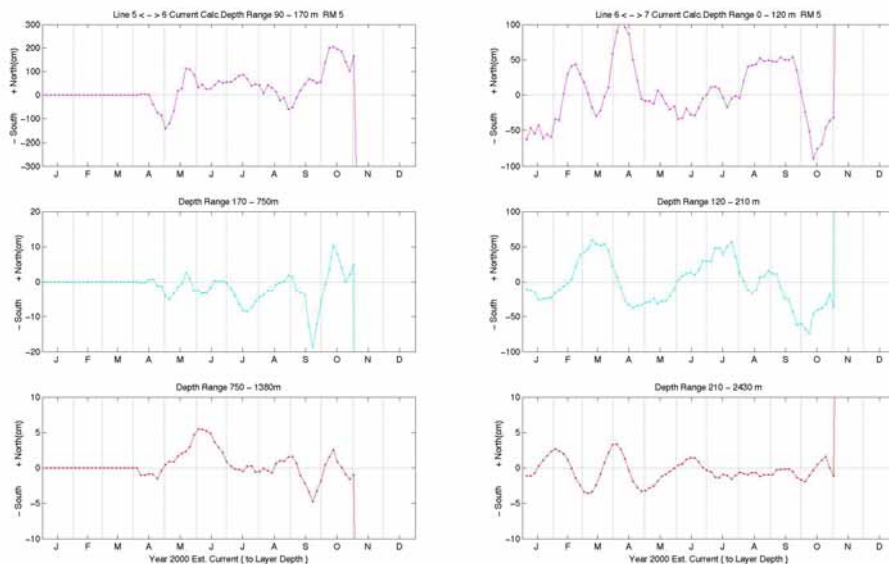 Line 5 < - > 6 Current Calc.Depth Range 90 - 170 m RM 5
300
200
100
0
-100
-200
-300
- South + North(cm)
J F M A M J J A S O N D
Line 6 < - > 7 Current Calc.Depth Range 0 - 120 m RM 5
100
50
0
-50
-100
- South + North(cm)
J F M A M J J A S O N D
Depth Range 170 - 750m
20
10
0
-10
-20
- South + North(cm)
J F M A M J J A S O N D
Depth Range 120 - 210 m
100
50
0
-50
-100
- South + North(cm)
J F M A M J J A S O N D
Depth Range 750 - 1380m
10
5
0
-5
-10
- South + North(cm)
J F M A M J J A S O N D
Year 2000 Est. Current { to Layer Depth }
Depth Range 210 - 2430 m
10
5
0
-5
-10
- South + North(cm)
J F M A M J J A S O N D
Year 2000 Est. Current { to Layer Depth }